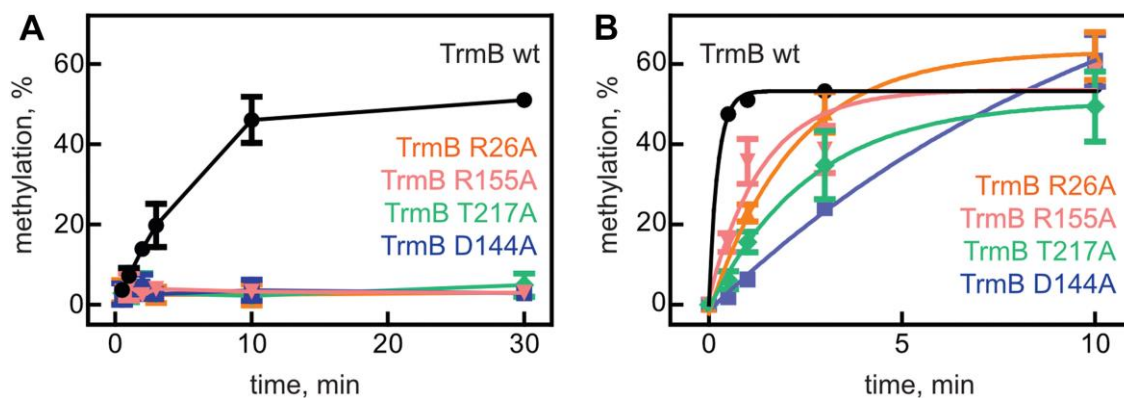 A
methylation, %
60
40
20
0
TrmB wt
TrmB R26A
TrmB R155A
TrmB T217A
TrmB D144A
0
10
20
30
time, min
B
methylation, %
60
40
20
0
TrmB wt
TrmB R26A
TrmB R155A
TrmB T217A
TrmB D144A
0
5
10
time, min